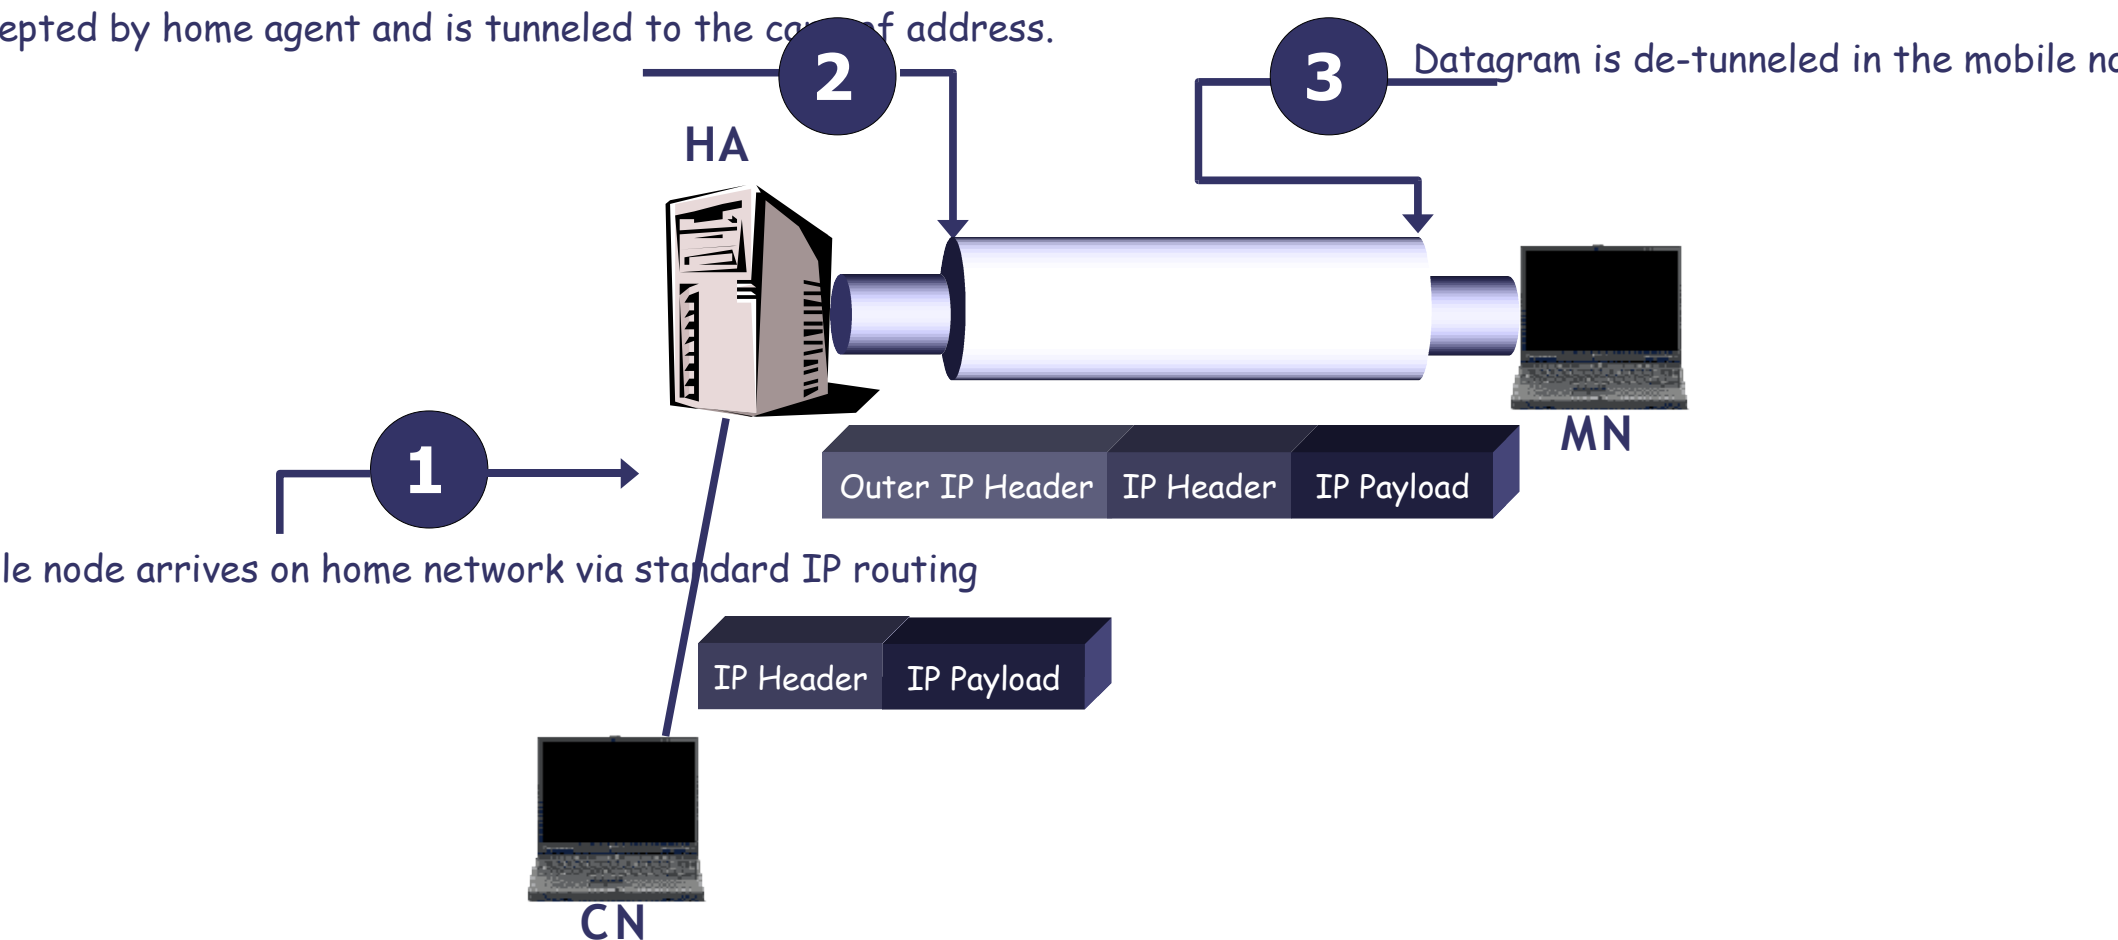 epted by home agent and is tunneled to the care of address.
2
3
Datagram is de-tunneled in the mobile no
HA
MN
1
Outer IP Header IP Header IP Payload
le node arrives on home network via standard IP routing
IP Header IP Payload
CN